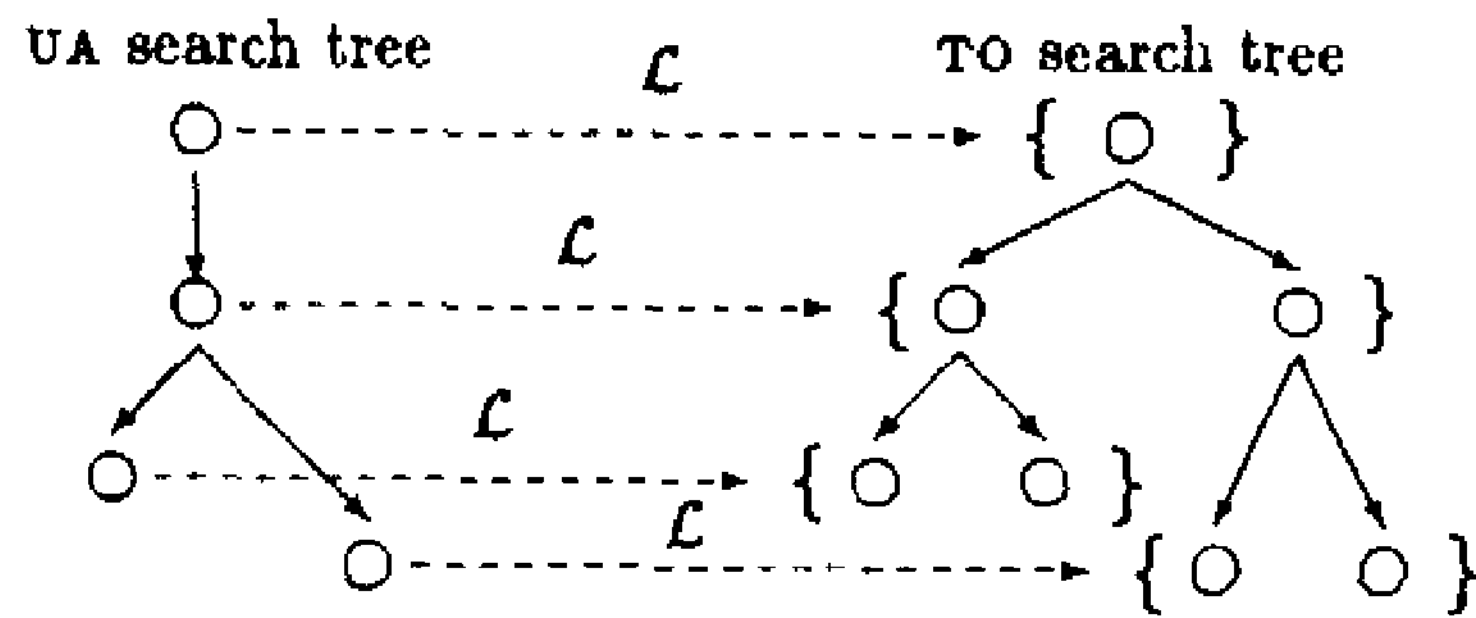 UA search tree
TO search tree
ℒ
{ }
ℒ
{ }
ℒ
{ }
ℒ
{ }